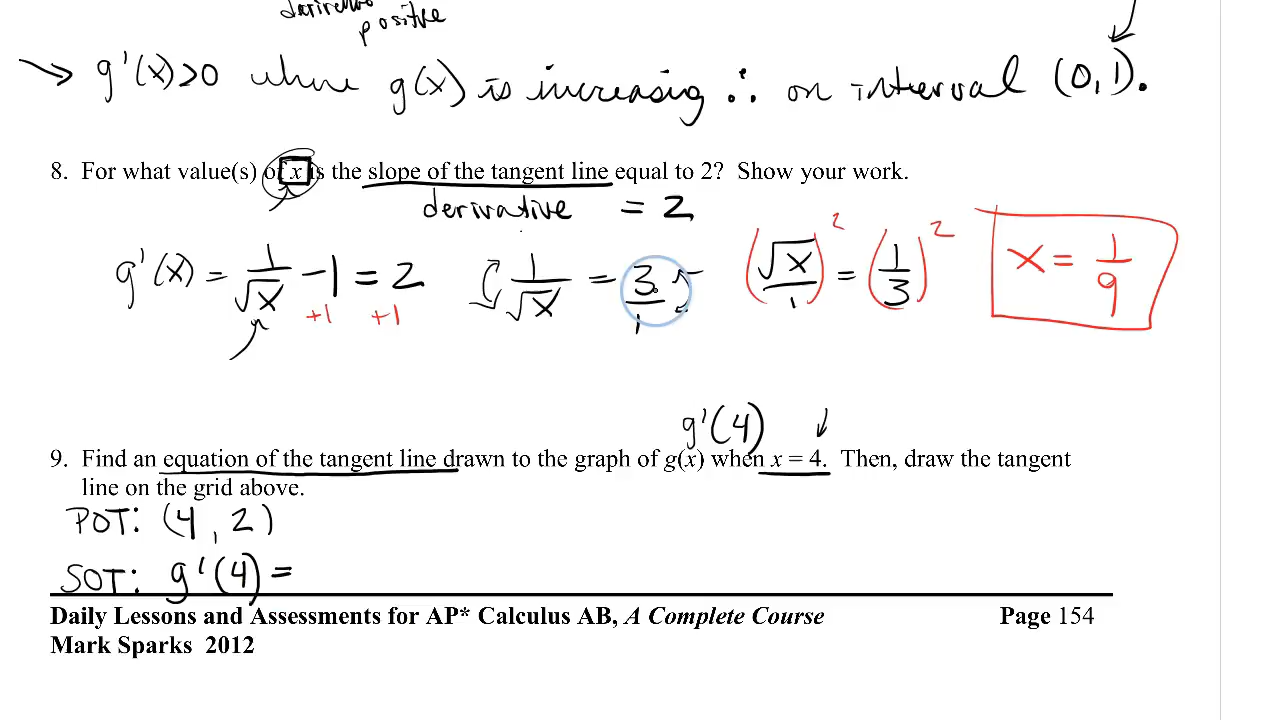 positive
→ g'(x) > 0 where g(x) is increasing ∴ on interval (0,1).
8. For what value(s) of x is the slope of the tangent line equal to 2? Show your work.
derivative = 2
g'(x) = 1/√x - 1 = 2 1/√x = 3/1 (√x/1)² = (1/3)² x = 1/9
+1 +1
g'(4)
9. Find an equation of the tangent line drawn to the graph of g(x) when x = 4. Then, draw the tangent
line on the grid above.
POT: (4, 2)
SOT: g'(4) =
Daily Lessons and Assessments for AP* Calculus AB, A Complete Course Page 154
Mark Sparks 2012